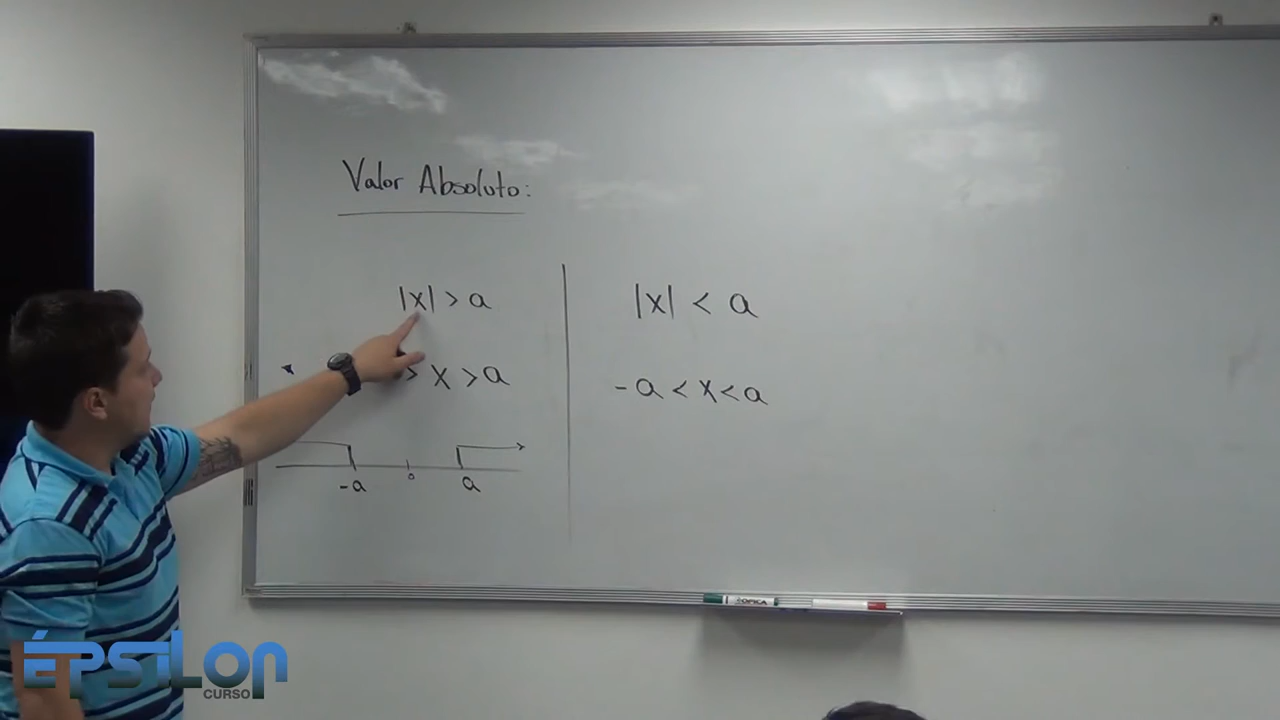 Valor Absoluto:
|x| > a
> x > a
-a
0
a
|x| < a
-a < x < a
ÉPSILON
CURSO